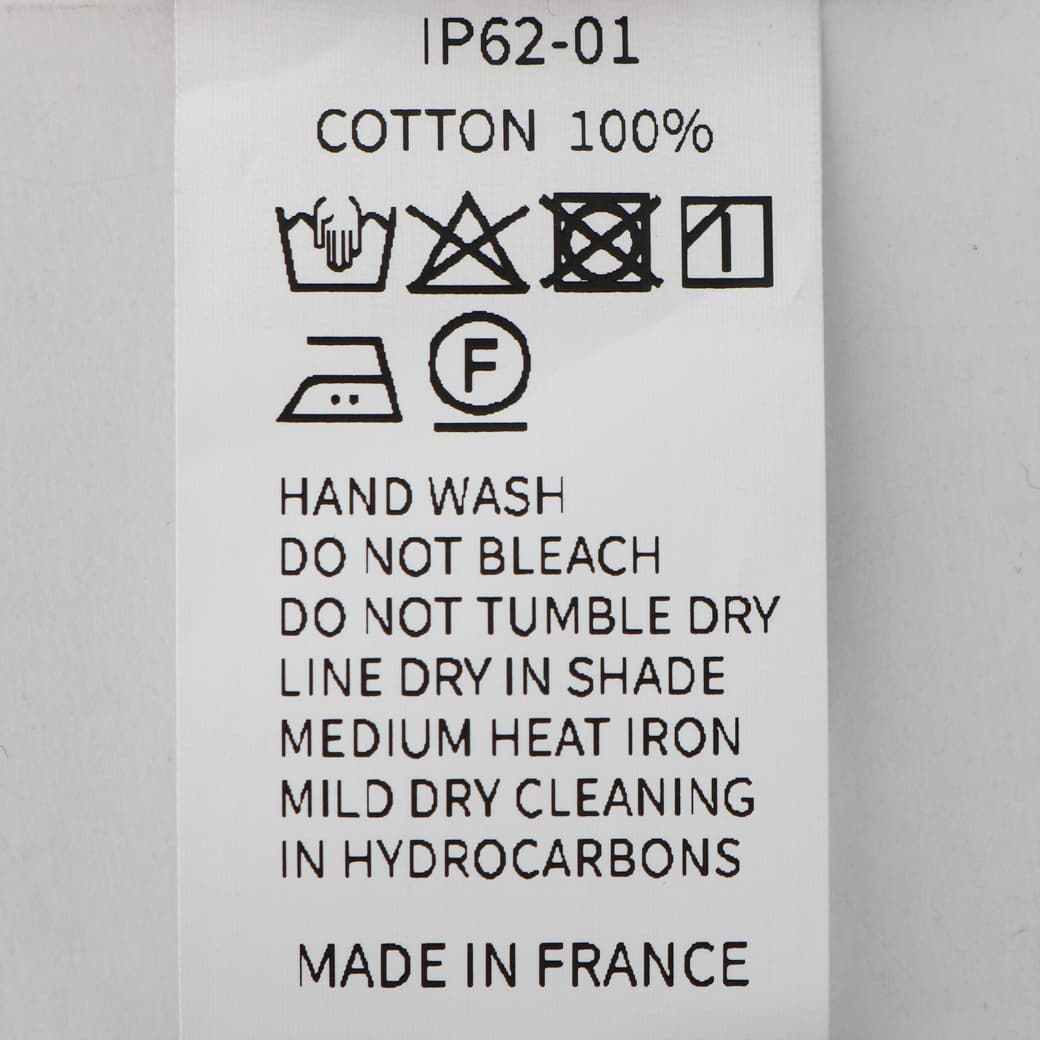 IP62-01
COTTON 100%
F
HAND WASH
DO NOT BLEACH
DO NOT TUMBLE DRY
LINE DRY IN SHADE
MEDIUM HEAT IRON
MILD DRY CLEANING
IN HYDROCARBONS
MADE IN FRANCE